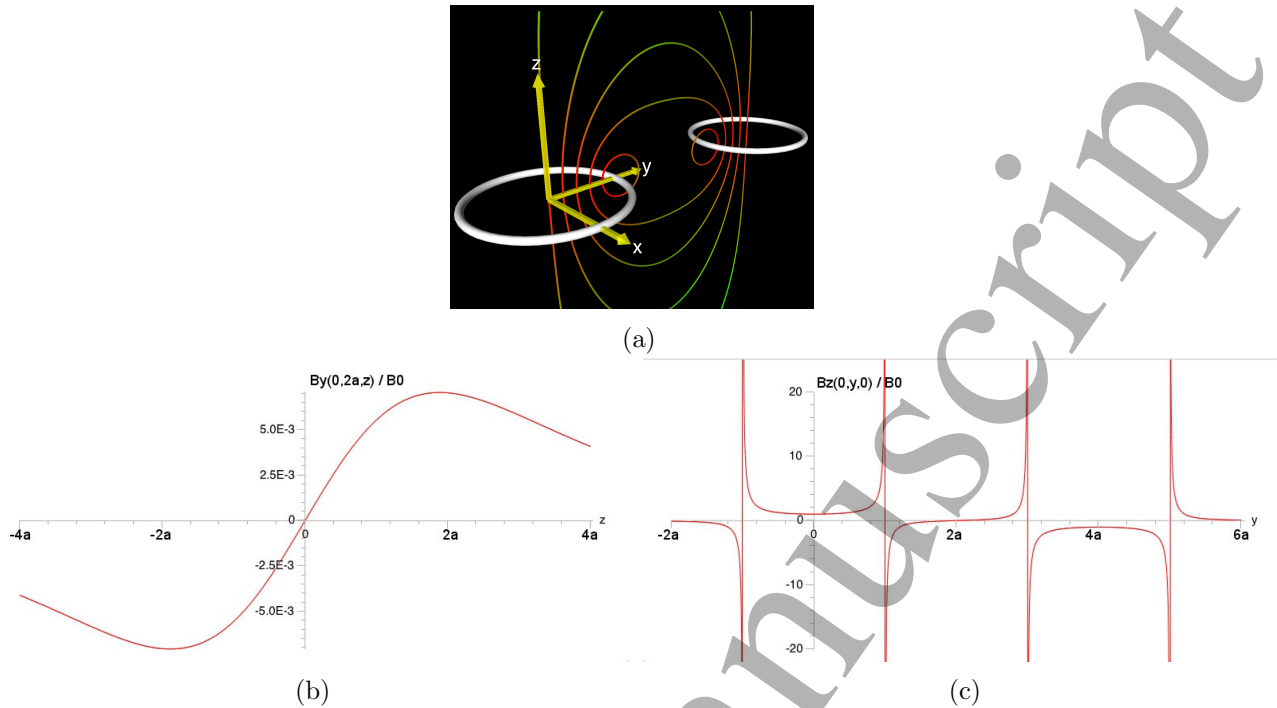 z
y
x
(a)
By(0,2a,z) / B0
5.0E-3
2.5E-3
0
-2.5E-3
-5.0E-3
-4a
-2a
0
2a
4a
z
(b)
Bz(0,y,0) / B0
20
10
0
-10
-20
-2a
0
2a
4a
6a
y
(c)
nuscript